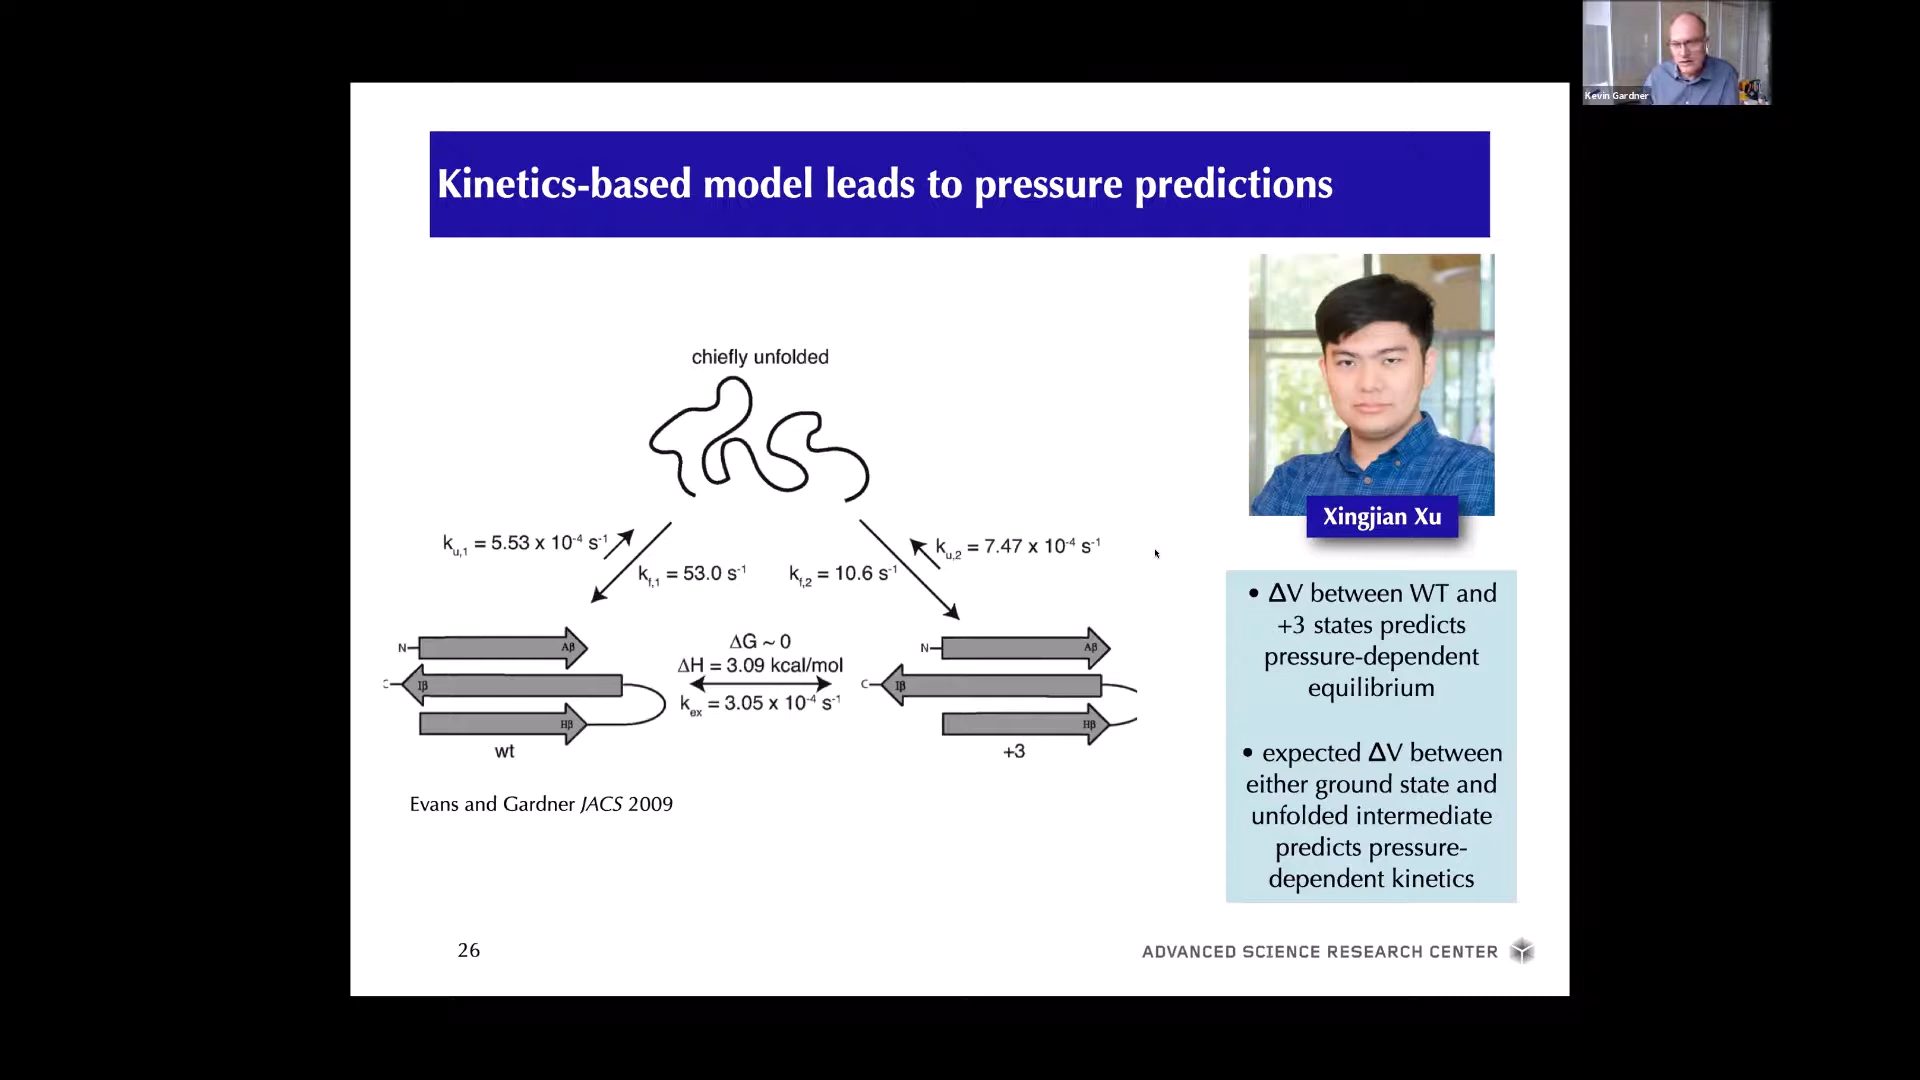 Kevin Gardner
Kinetics-based model leads to pressure predictions
chiefly unfolded
k_u,1 = 5.53 x 10⁻⁴ s⁻¹
k_f,1 = 53.0 s⁻¹
k_f,2 = 10.6 s⁻¹
k_u,2 = 7.47 x 10⁻⁴ s⁻¹
N
Aβ
C
Iβ
Hβ
wt
ΔG ~ 0
ΔH = 3.09 kcal/mol
k_ex = 3.05 x 10⁻⁴ s⁻¹
N
Aβ
C
Iβ
Hβ
+3
Evans and Gardner JACS 2009
Xingjian Xu
• ΔV between WT and
+3 states predicts
pressure-dependent
equilibrium
• expected ΔV between
either ground state and
unfolded intermediate
predicts pressure-
dependent kinetics
26
ADVANCED SCIENCE RESEARCH CENTER